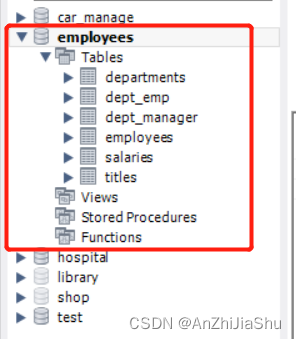 car_manage
employees
Tables
departments
dept_emp
dept_manager
employees
salaries
titles
Views
Stored Procedures
Functions
hospital
library
shop
test
CSDN @AnZhiJiaShu